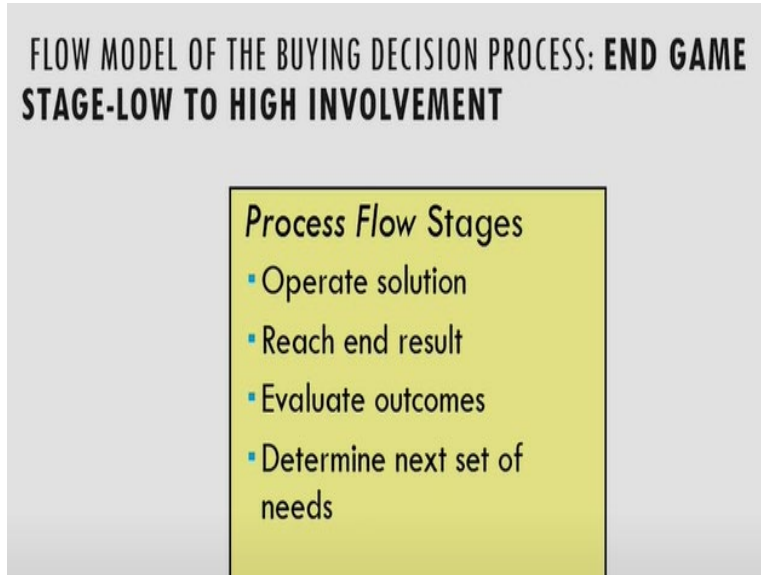 FLOW MODEL OF THE BUYING DECISION PROCESS: END GAME
STAGE-LOW TO HIGH INVOLVEMENT
Process Flow Stages
▪ Operate solution
▪ Reach end result
▪ Evaluate outcomes
▪ Determine next set of
needs